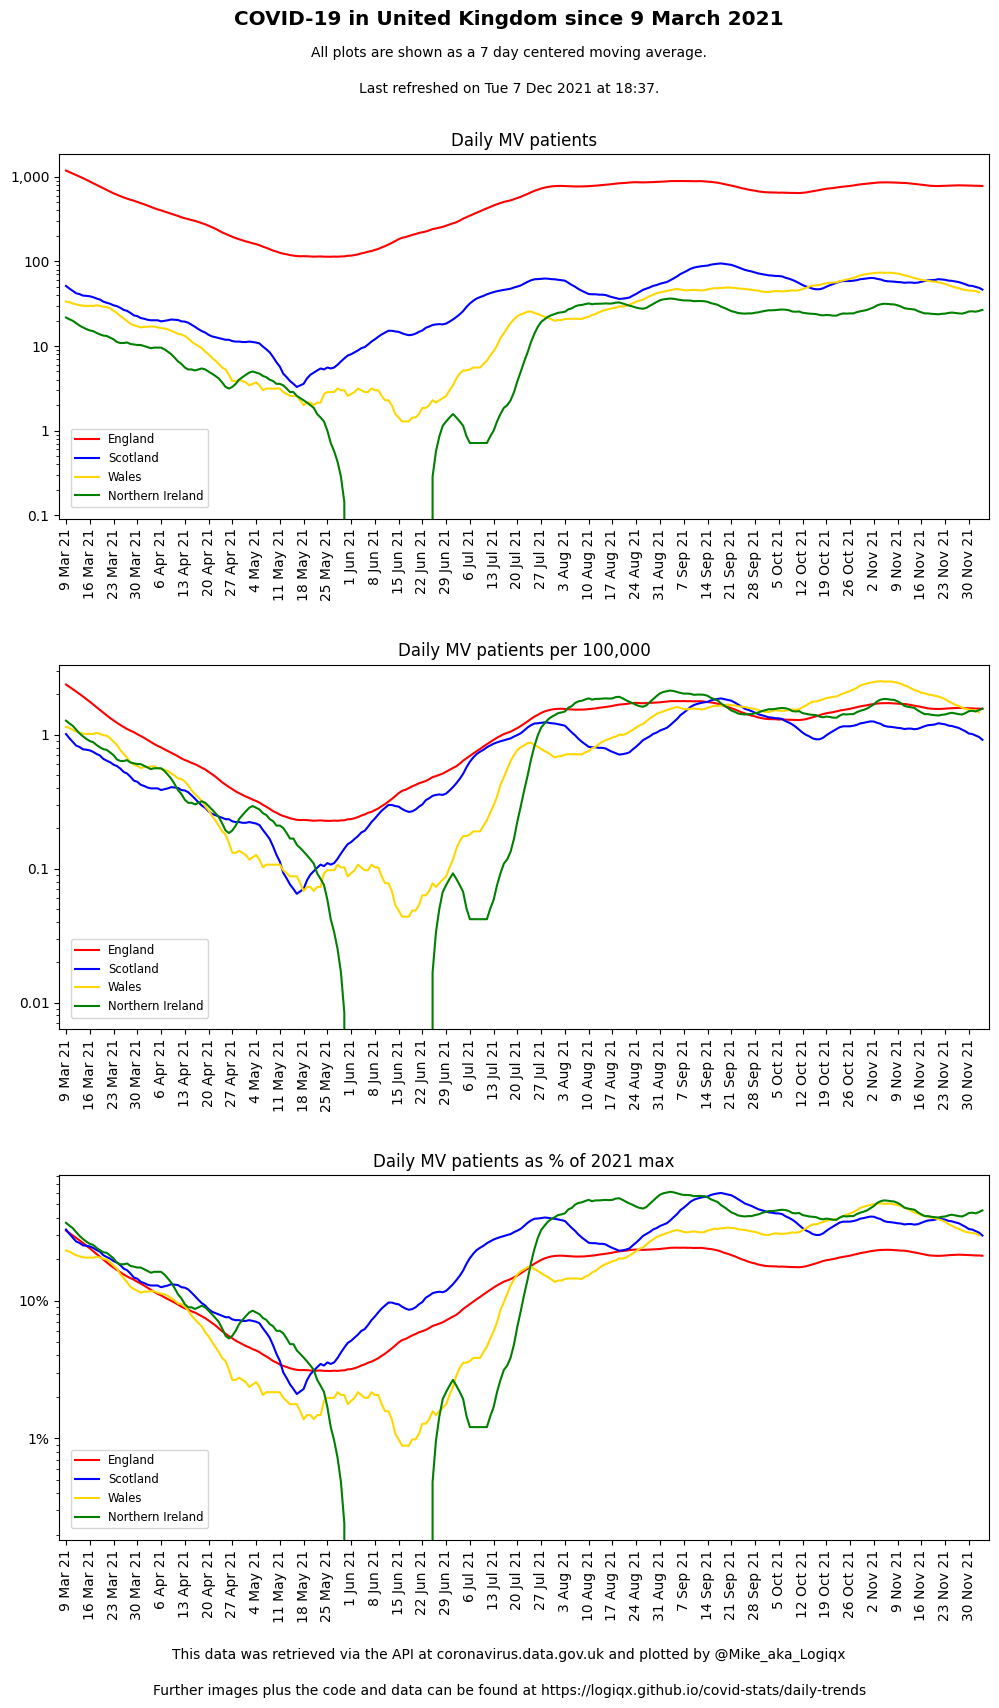 COVID-19 in United Kingdom since 9 March 2021
All plots are shown as a 7 day centered moving average.
Last refreshed on Tue 7 Dec 2021 at 18:37.
Daily MV patients
1,000
100
10
1
0.1
England
Scotland
Wales
Northern Ireland
9 Mar 21
16 Mar 21
23 Mar 21
30 Mar 21
6 Apr 21
13 Apr 21
20 Apr 21
27 Apr 21
4 May 21
11 May 21
18 May 21
25 May 21
1 Jun 21
8 Jun 21
15 Jun 21
22 Jun 21
29 Jun 21
6 Jul 21
13 Jul 21
20 Jul 21
27 Jul 21
3 Aug 21
10 Aug 21
17 Aug 21
24 Aug 21
31 Aug 21
7 Sep 21
14 Sep 21
21 Sep 21
28 Sep 21
5 Oct 21
12 Oct 21
19 Oct 21
26 Oct 21
2 Nov 21
9 Nov 21
16 Nov 21
23 Nov 21
30 Nov 21
Daily MV patients per 100,000
1
0.1
0.01
England
Scotland
Wales
Northern Ireland
9 Mar 21
16 Mar 21
23 Mar 21
30 Mar 21
6 Apr 21
13 Apr 21
20 Apr 21
27 Apr 21
4 May 21
11 May 21
18 May 21
25 May 21
1 Jun 21
8 Jun 21
15 Jun 21
22 Jun 21
29 Jun 21
6 Jul 21
13 Jul 21
20 Jul 21
27 Jul 21
3 Aug 21
10 Aug 21
17 Aug 21
24 Aug 21
31 Aug 21
7 Sep 21
14 Sep 21
21 Sep 21
28 Sep 21
5 Oct 21
12 Oct 21
19 Oct 21
26 Oct 21
2 Nov 21
9 Nov 21
16 Nov 21
23 Nov 21
30 Nov 21
Daily MV patients as % of 2021 max
10%
1%
England
Scotland
Wales
Northern Ireland
9 Mar 21
16 Mar 21
23 Mar 21
30 Mar 21
6 Apr 21
13 Apr 21
20 Apr 21
27 Apr 21
4 May 21
11 May 21
18 May 21
25 May 21
1 Jun 21
8 Jun 21
15 Jun 21
22 Jun 21
29 Jun 21
6 Jul 21
13 Jul 21
20 Jul 21
27 Jul 21
3 Aug 21
10 Aug 21
17 Aug 21
24 Aug 21
31 Aug 21
7 Sep 21
14 Sep 21
21 Sep 21
28 Sep 21
5 Oct 21
12 Oct 21
19 Oct 21
26 Oct 21
2 Nov 21
9 Nov 21
16 Nov 21
23 Nov 21
30 Nov 21
This data was retrieved via the API at coronavirus.data.gov.uk and plotted by @Mike_aka_Logiqx
Further images plus the code and data can be found at https://logiqx.github.io/covid-stats/daily-trends